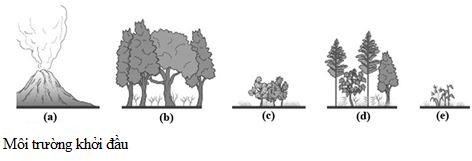 (a) (b) (c) (d) (e)
Môi trường khởi đầu